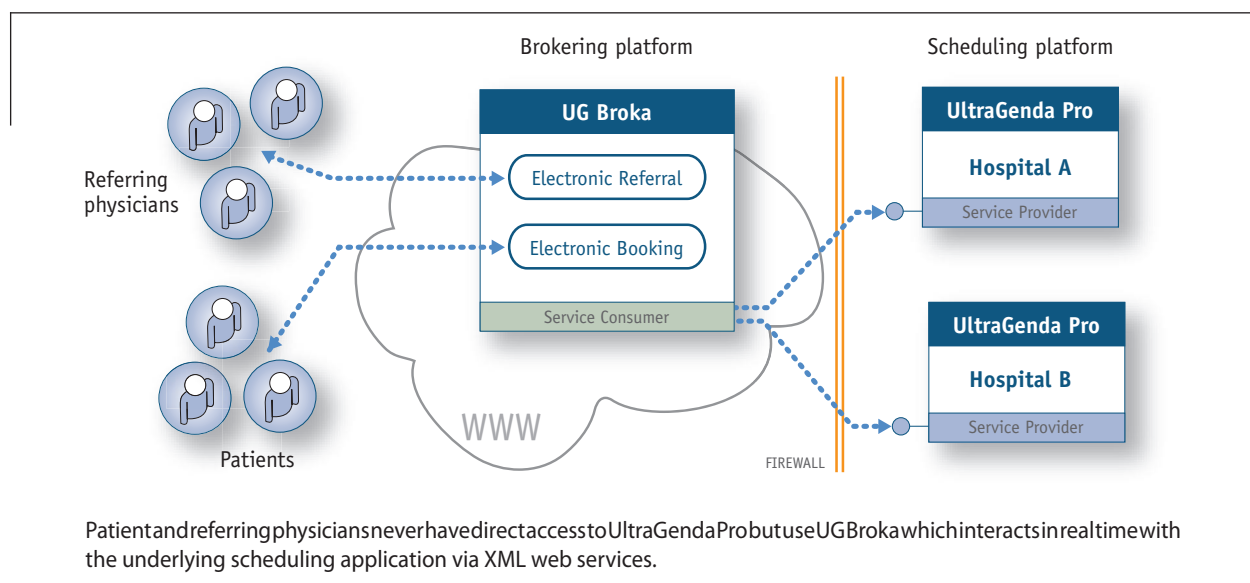 Brokering platform
Scheduling platform
UG Broka
Electronic Referral
Electronic Booking
Service Consumer
Referring
physicians
Patients
WWW
FIREWALL
UltraGenda Pro
Hospital A
Service Provider
UltraGenda Pro
Hospital B
Service Provider
PatientandreferringphysiciansneverhavedirectaccesstoUltraGendaProbutuseUGBrokawhichinteractsinrealtimewith
the underlying scheduling application via XML web services.